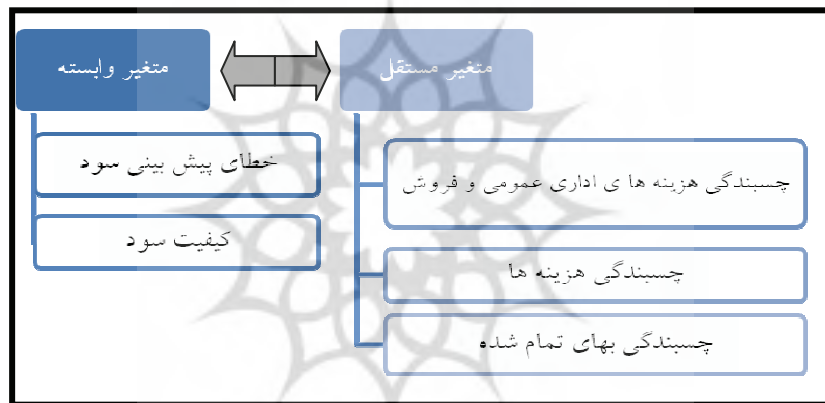 متغیر مستقل
چسبندگی هزینه ها ی اداری عمومی و فروش
چسبندگی هزینه ها
چسبندگی بهای تمام شده
متغیر وابسته
خطای پیش بینی سود
کیفیت سود